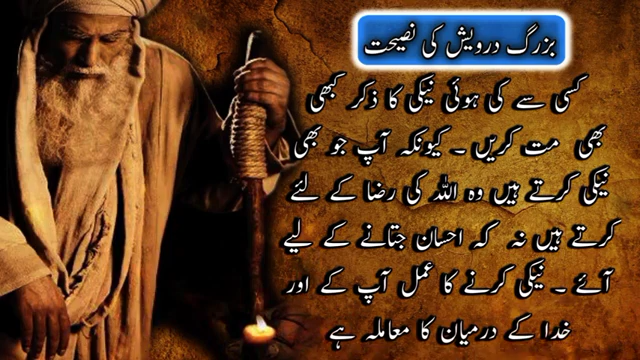 بزرگ درویش کی نصیحت
کسی سے کی ہوئی نیکی کا ذکر کبھی
بھی مت کریں ۔ کیونکہ آپ جو بھی
نیکی کرتے ہیں وہ اللہ کی رضا کے لئے
کرتے ہیں نہ کہ احسان جتانے کے لیے
آئے ۔ نیکی کرنے کا عمل آپ کے اور
خدا کے درمیان کا معاملہ ہے